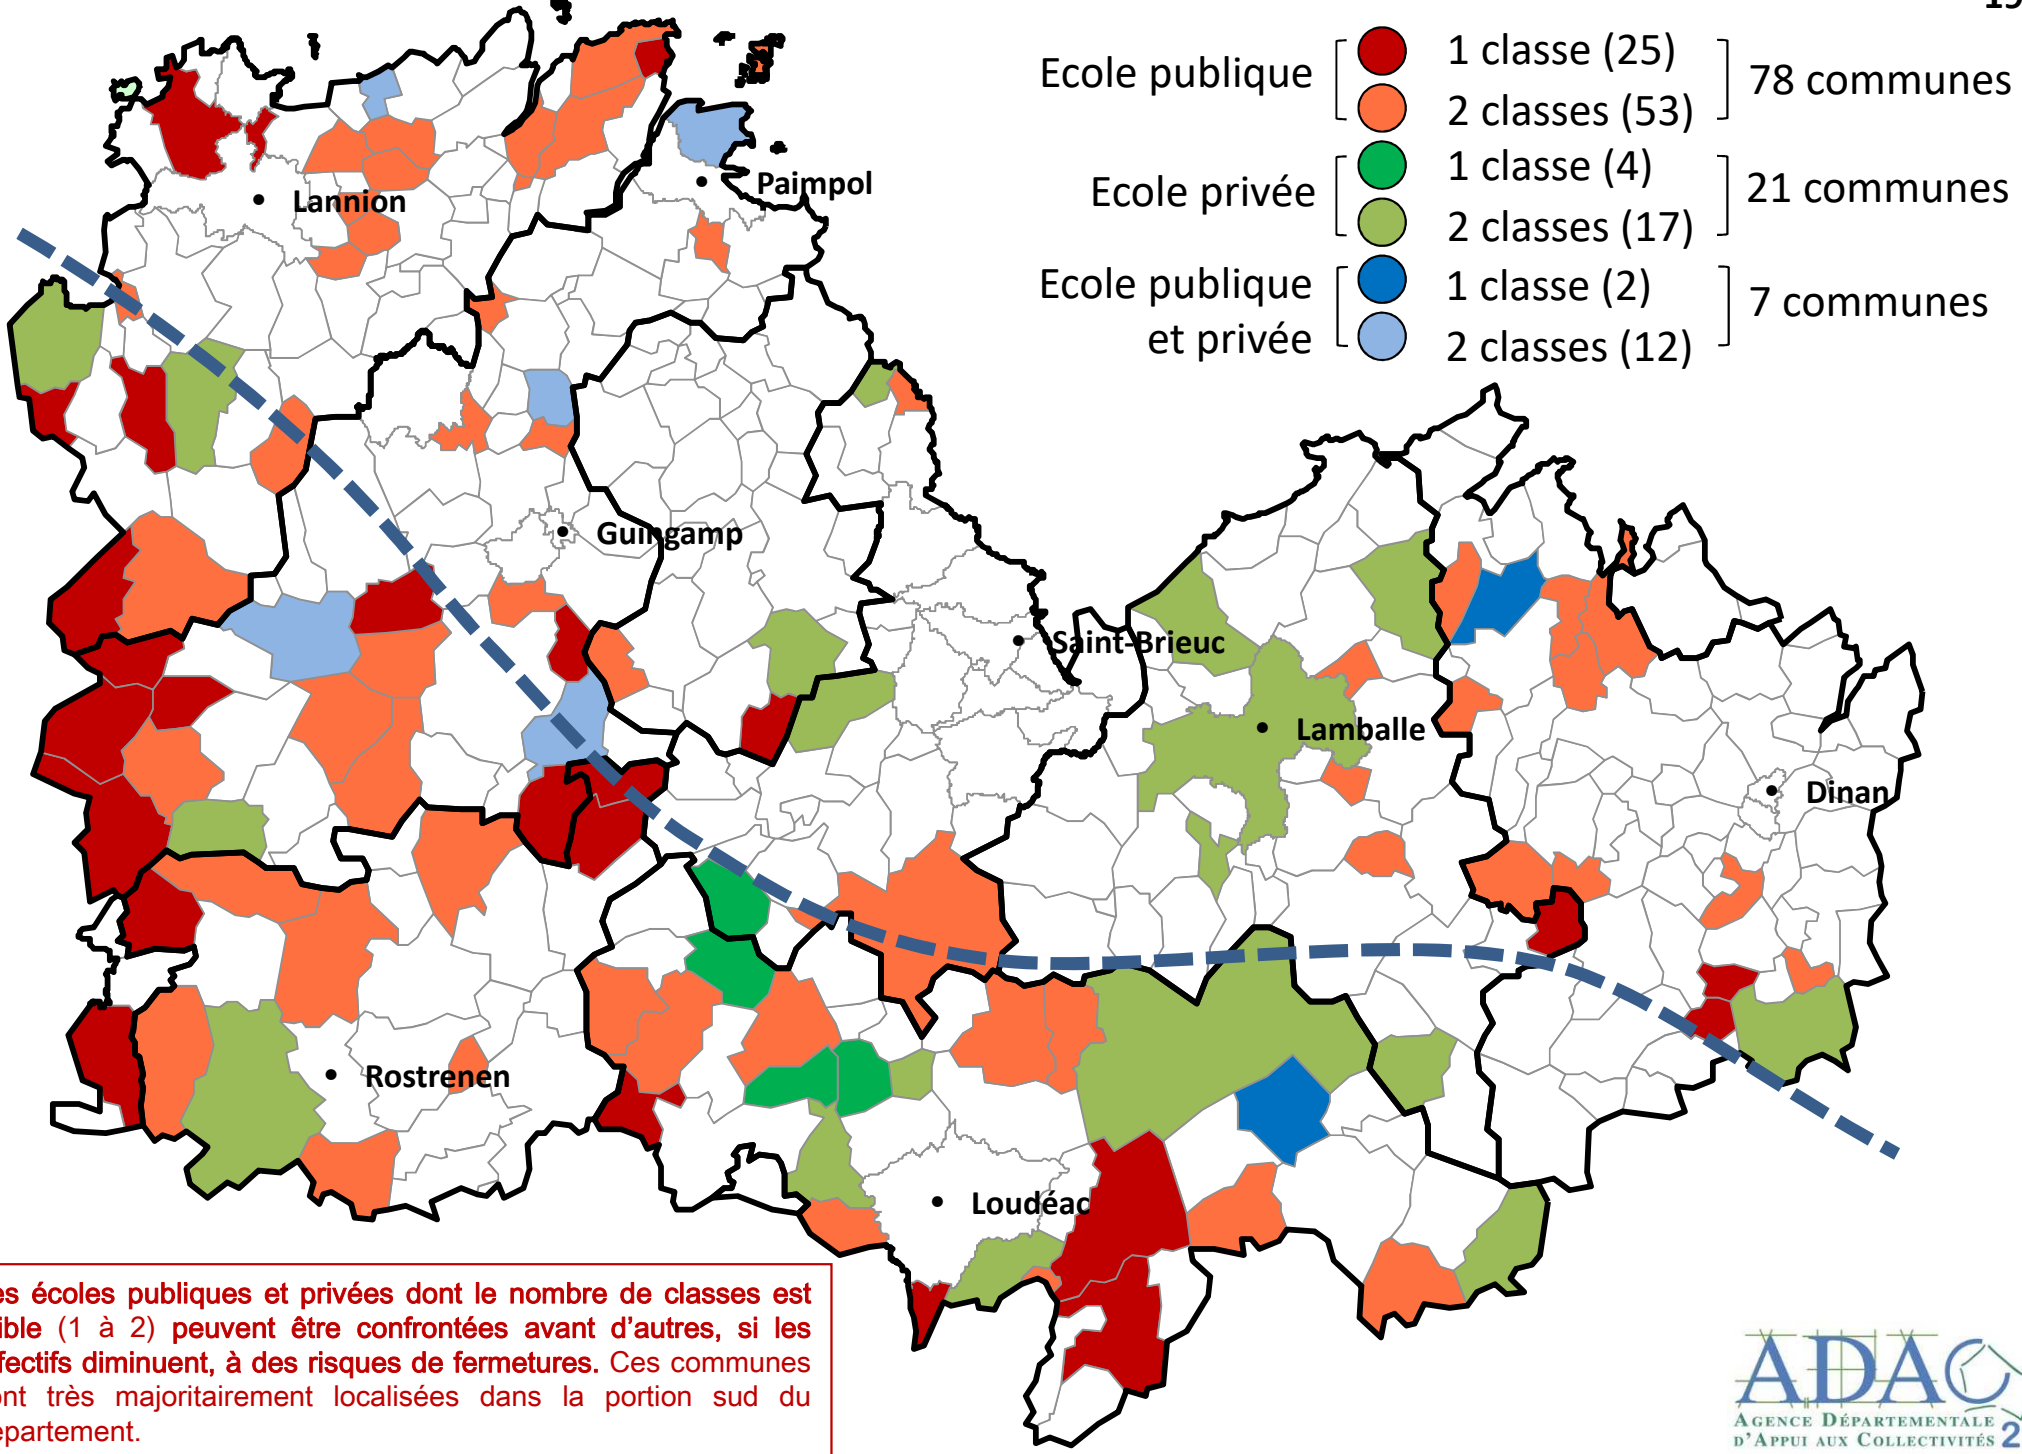 Ecole publique
1 classe (25)
2 classes (53)
78 communes
Ecole privée
1 classe (4)
2 classes (17)
21 communes
Ecole publique
et privée
1 classe (2)
2 classes (12)
7 communes
Paimpol
Lannion
Guingamp
Saint-Brieuc
Lamballe
Dinan
Rostrenen
Loudéac
es écoles publiques et privées dont le nombre de classes est
ible (1 à 2) peuvent être confrontées avant d'autres, si les
fectifs diminuent, à des risques de fermetures. Ces communes
ont très majoritairement localisées dans la portion sud du
épartement.
ADAC
AGENCE DÉPARTEMENTALE
D'APPUI AUX COLLECTIVITÉS 2